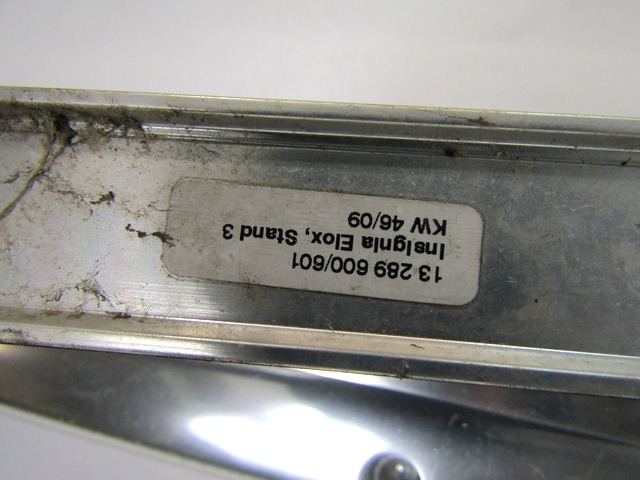 13 289 600/601
Insignia Elox, Stand 3
KW 46/09